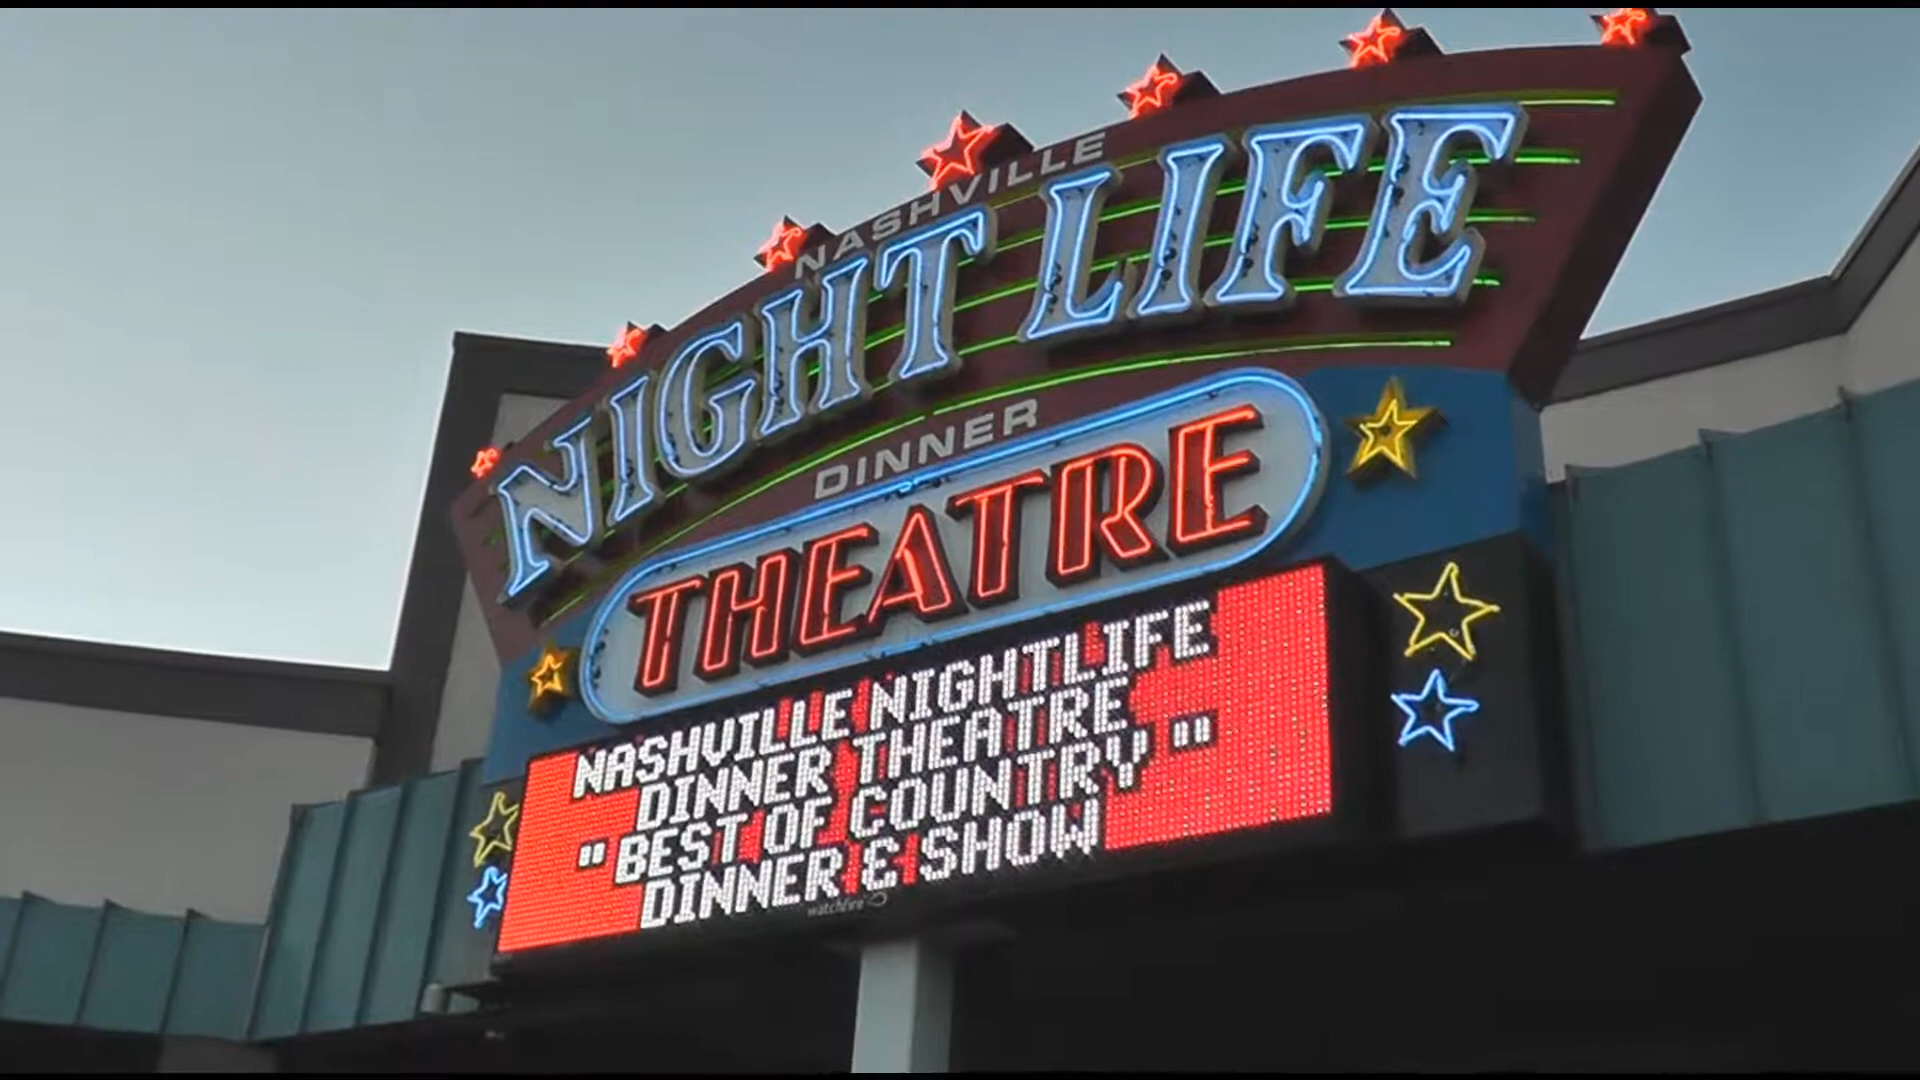 NASHVILLE
NIGHT LIFE
DINNER
THEATRE
NASHVILLE NIGHTLIFE
DINNER THEATRE
"BEST OF COUNTRY"
DINNER & SHOW
watchfire